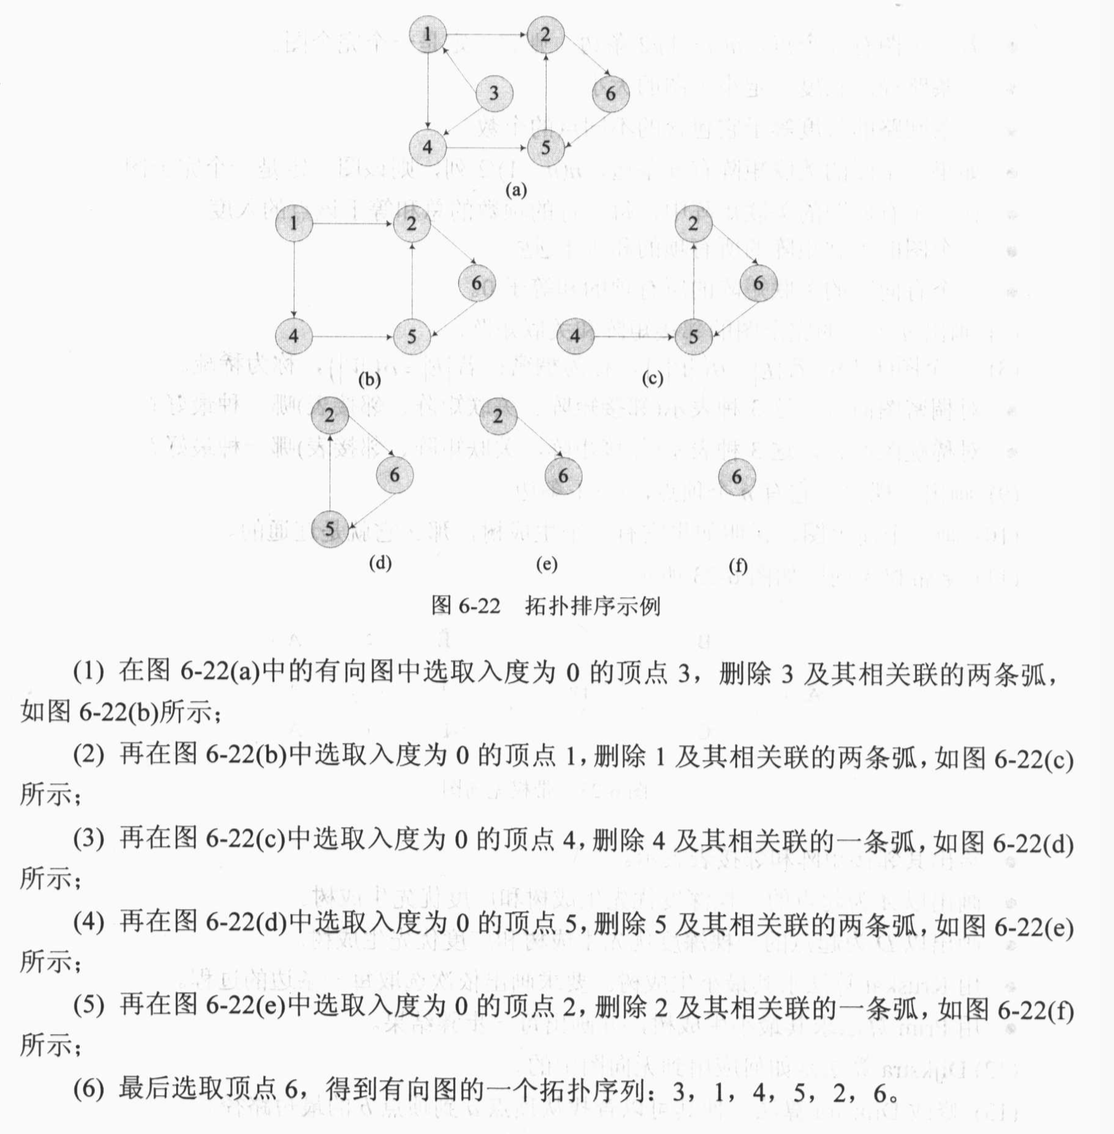 1 2
3 6
4 5
(a)
1 2 2
6 6
4 5 4 5
(b) (c)
2 2
6 6 6
5
(d) (e) (f)
图 6-22 拓扑排序示例
(1) 在图 6-22(a)中的有向图中选取入度为 0 的顶点 3，删除 3 及其相关联的两条弧，
如图 6-22(b)所示；
(2) 再在图 6-22(b)中选取入度为 0 的顶点 1，删除 1 及其相关联的两条弧，如图 6-22(c)
所示；
(3) 再在图 6-22(c)中选取入度为 0 的顶点 4，删除 4 及其相关联的一条弧，如图 6-22(d)
所示；
(4) 再在图 6-22(d)中选取入度为 0 的顶点 5，删除 5 及其相关联的两条弧，如图 6-22(e)
所示；
(5) 再在图 6-22(e)中选取入度为 0 的顶点 2，删除 2 及其相关联的一条弧，如图 6-22(f)
所示；
(6) 最后选取顶点 6，得到有向图的一个拓扑序列：3，1，4，5，2，6。